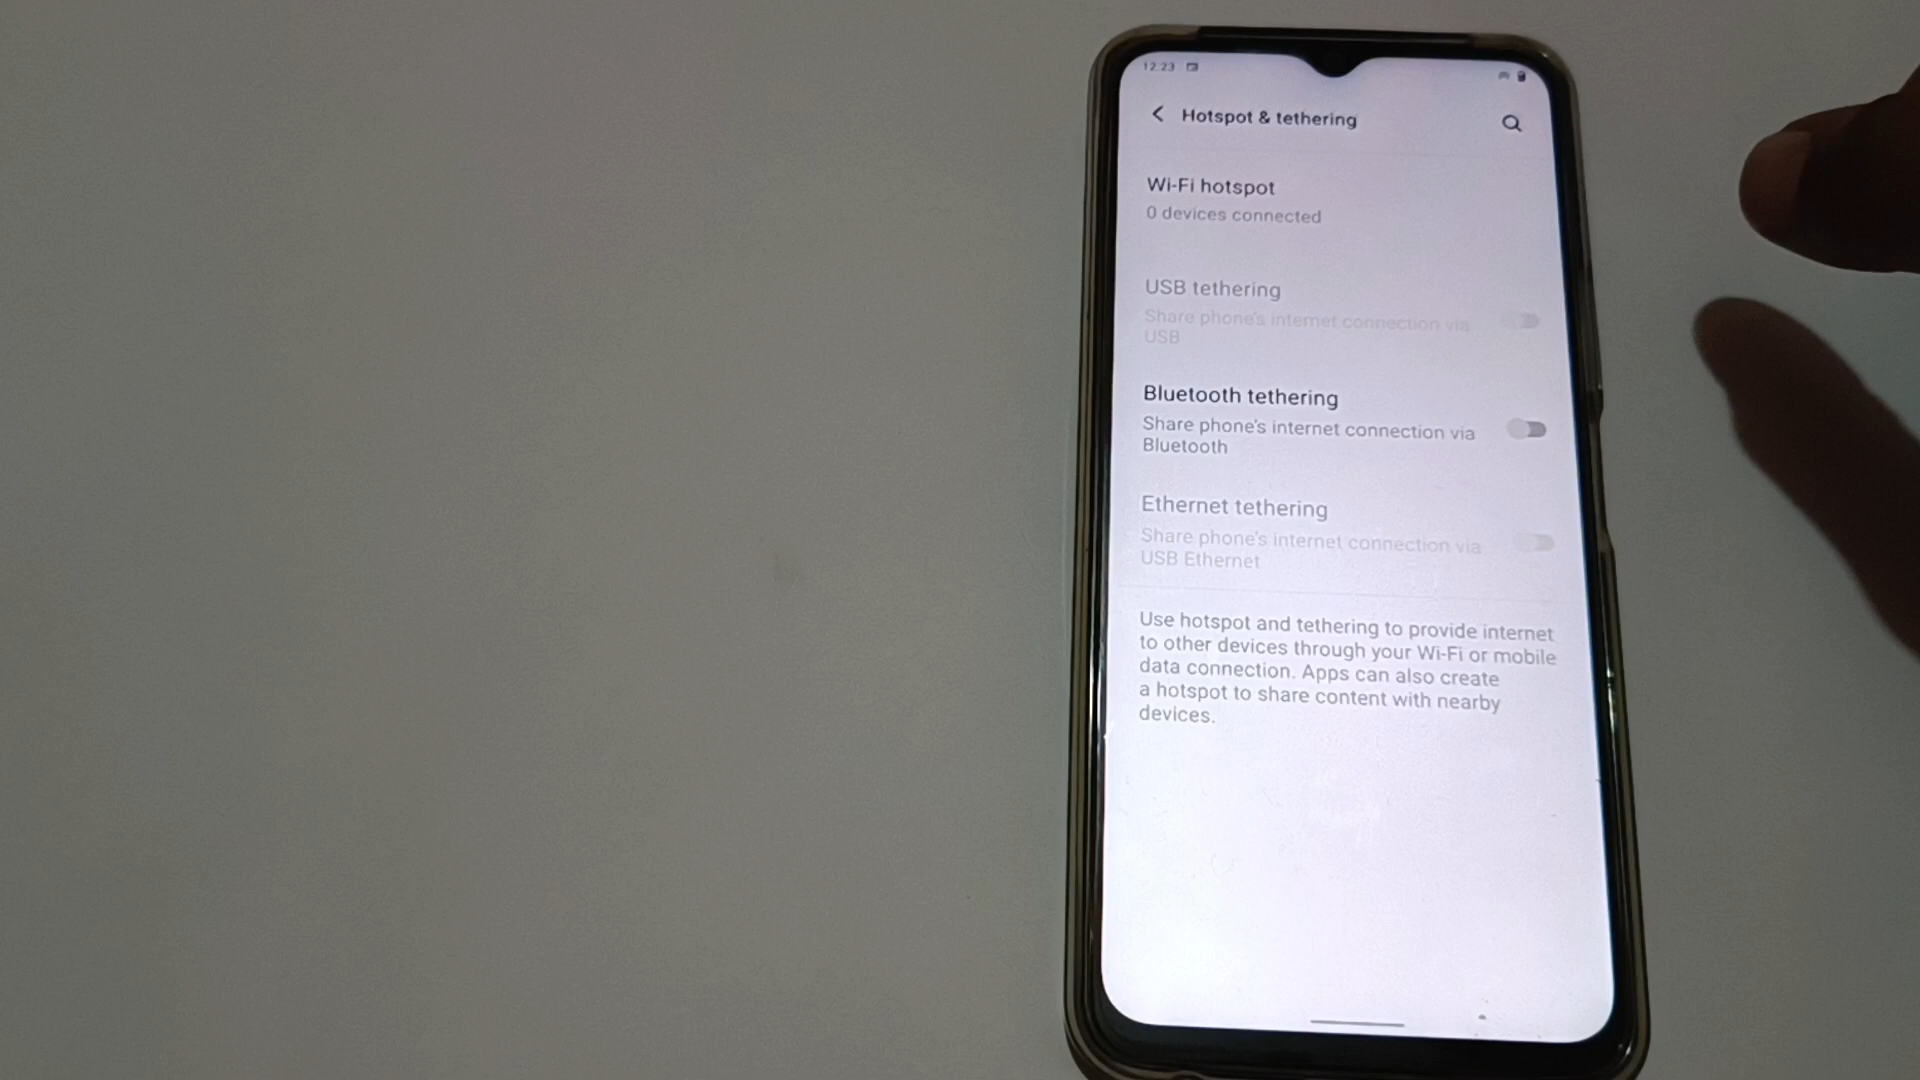 12:23
Hotspot & tethering
Wi-Fi hotspot
0 devices connected
USB tethering
Share phone's internet connection via
USB
Bluetooth tethering
Share phone's internet connection via
Bluetooth
Ethernet tethering
Share phone's internet connection via
USB Ethernet
Use hotspot and tethering to provide internet
to other devices through your Wi-Fi or mobile
data connection. Apps can also create
a hotspot to share content with nearby
devices.